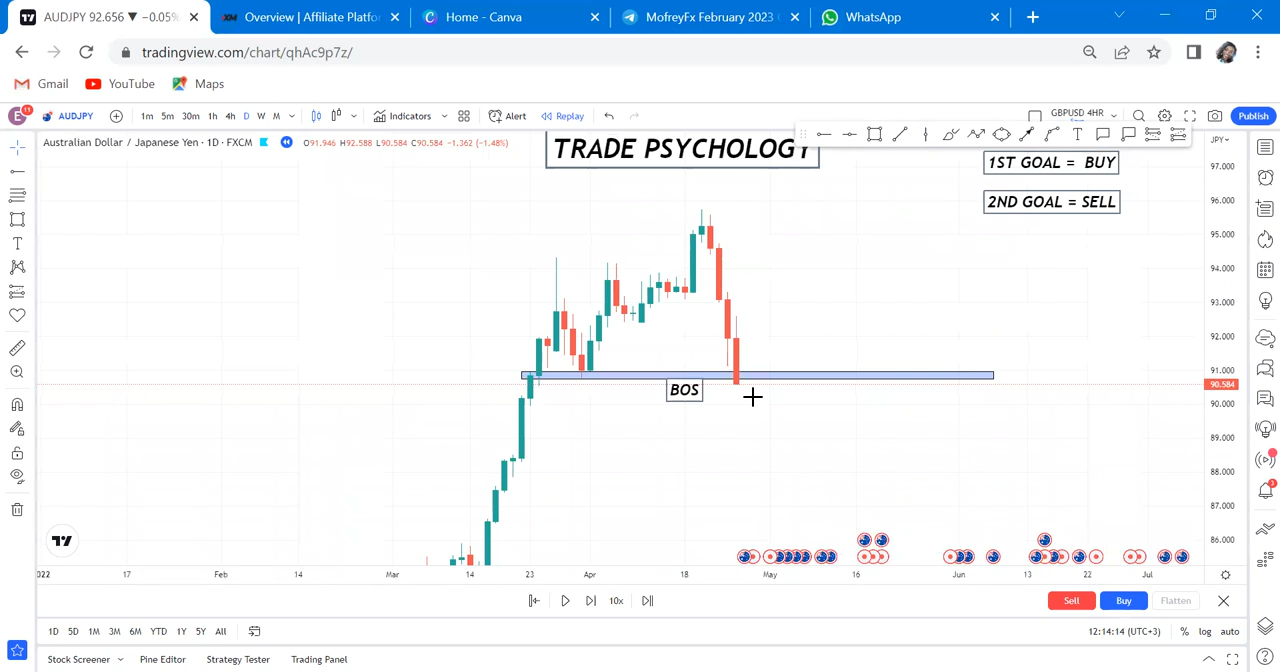 AUDJPY 92.656 ▼ −0.05%
Overview | Affiliate Platfo
Home - Canva
MofreyFx February 2023
WhatsApp
tradingview.com/chart/qhAc9p7z/
Gmail
YouTube
Maps
E
11
AUDJPY
1m 5m 30m 1h 4h D W M
Indicators
Alert
Replay
GBPUSD 4HR
Publish
Australian Dollar / Japanese Yen · 1D · FXCM
O91.946 H92.588 L90.584 C90.584 −1.362 (−1.48%)
TRADE PSYCHOLOGY
1ST GOAL = BUY
2ND GOAL = SELL
BOS
JPY
97.000
96.000
95.000
94.000
93.000
92.000
91.000
90.584
90.000
89.000
88.000
87.000
86.000
2022 17 Feb 14 Mar 14 23 Apr 18 May 16 Jun 13 22 Jul
10x
Sell
Buy
Flatten
1D 5D 1M 3M 6M YTD 1Y 5Y All
12:14:14 (UTC+3)
% log auto
Stock Screener
Pine Editor
Strategy Tester
Trading Panel